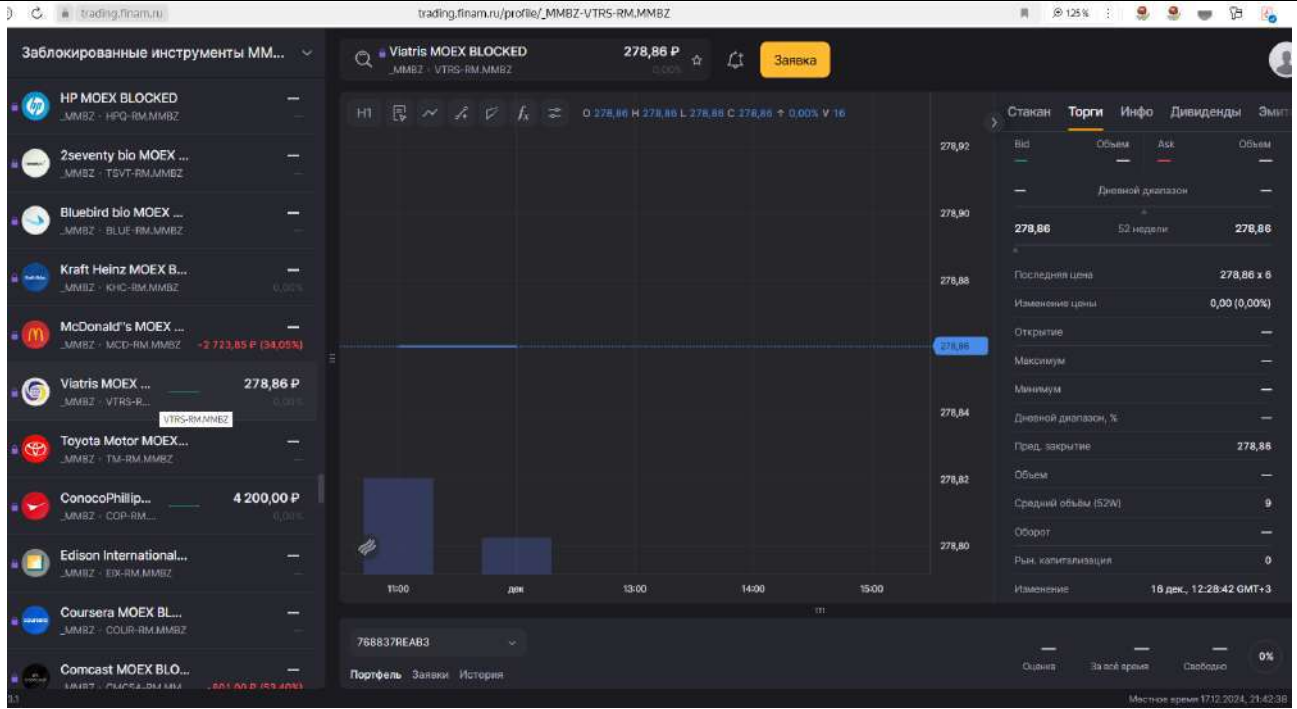 trading.finam.ru
trading.finam.ru/profile/_MMBZ-VTRS-RM.MMBZ
125 %
Заблокированные инструменты ММ...
HP MOEX BLOCKED
_MMBZ · HPQ-RM.MMBZ
2seventy bio MOEX ...
_MMBZ · TSVT-RM.MMBZ
Bluebird bio MOEX ...
_MMBZ · BLUE-RM.MMBZ
Kraft Heinz MOEX B...
_MMBZ · KHC-RM.MMBZ
0,00%
McDonald"s MOEX ...
_MMBZ · MCD-RM.MMBZ
-2 723,85 ₽ (34,05%)
Viatris MOEX ...
278,86 ₽
_MMBZ · VTRS-R...
0,00%
VTRS-RM.MMBZ
Toyota Motor MOEX...
_MMBZ · TM-RM.MMBZ
ConocoPhillip...
4 200,00 ₽
_MMBZ · COP-RM....
0,00%
Edison International...
_MMBZ · EIX-RM.MMBZ
Coursera MOEX BL...
_MMBZ · COUR-RM.MMBZ
Comcast MOEX BLO...
Viatris MOEX BLOCKED
278,86 ₽
_MMBZ · VTRS-RM.MMBZ
0,00%
Заявка
H1
O 278,86 H 278,86 L 278,86 C 278,86 ↑ 0,00% V 16
278,92
278,90
278,88
278,86
278,84
278,82
278,80
11:00
дек
13:00
14:00
15:00
768837REAB3
Портфель Заявки История
Стакан Торги Инфо Дивиденды Эмит
Bid Объем Ask Объем
Дневной диапазон
278,86 52 недели 278,86
Последняя цена 278,86 x 6
Изменение цены 0,00 (0,00%)
Открытие
Максимум
Минимум
Дневной диапазон, %
Пред. закрытие 278,86
Объем
Средний объём (52W) 9
Оборот
Рын. капитализация 0
Изменение 16 дек., 12:28:42 GMT+3
Оценка За всё время Свободно 0%
Местное время 17.12.2024, 21:42:38